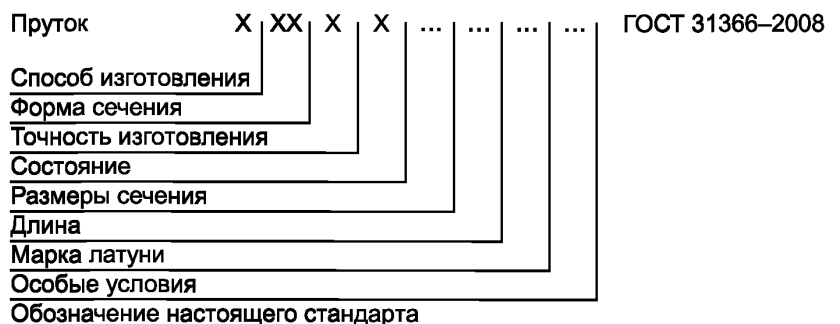 Пруток X XX X X ... ... ... ... ГОСТ 31366–2008
Способ изготовления
Форма сечения
Точность изготовления
Состояние
Размеры сечения
Длина
Марка латуни
Особые условия
Обозначение настоящего стандарта